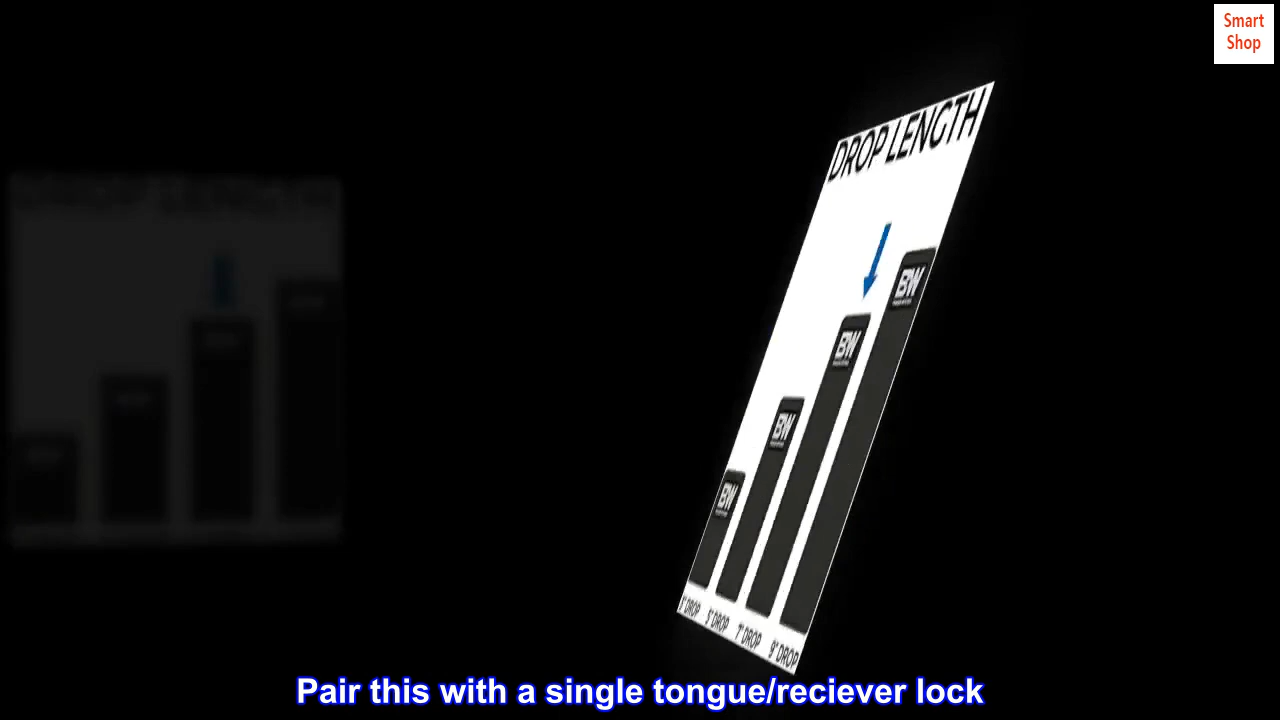 Smart
Shop
DROP LENGTH
BW
BW
BW
BW
3" DROP 5" DROP 7" DROP 9" DROP
Pair this with a single tongue/reciever lock